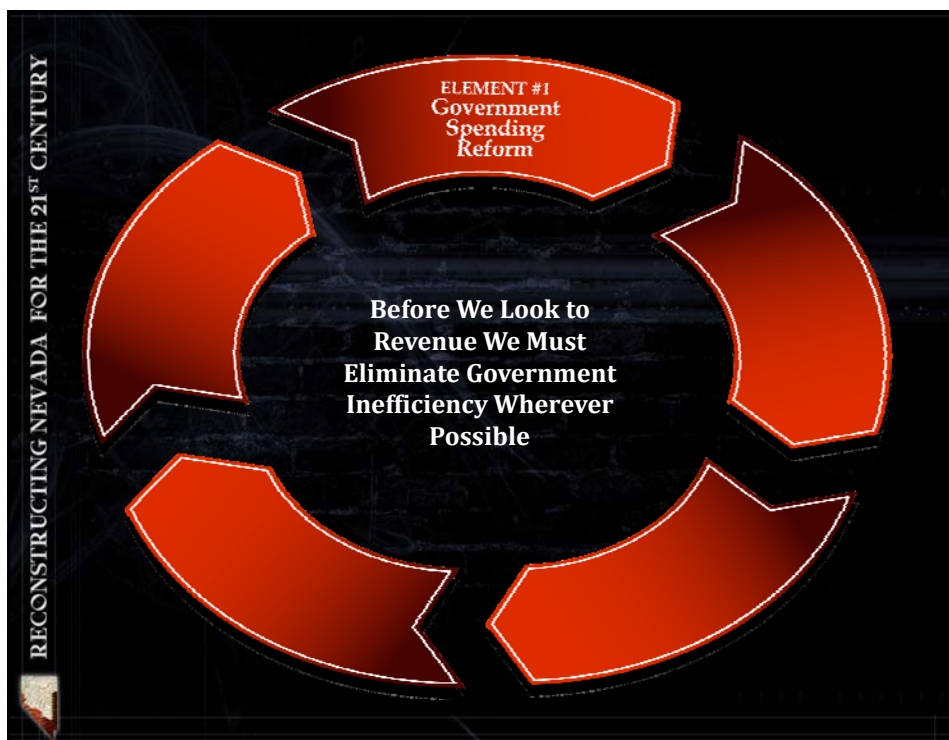 RECONSTRUCTING NEVADA FOR THE 21ST CENTURY
ELEMENT #1
Government
Spending
Reform
Before We Look to
Revenue We Must
Eliminate Government
Inefficiency Wherever
Possible